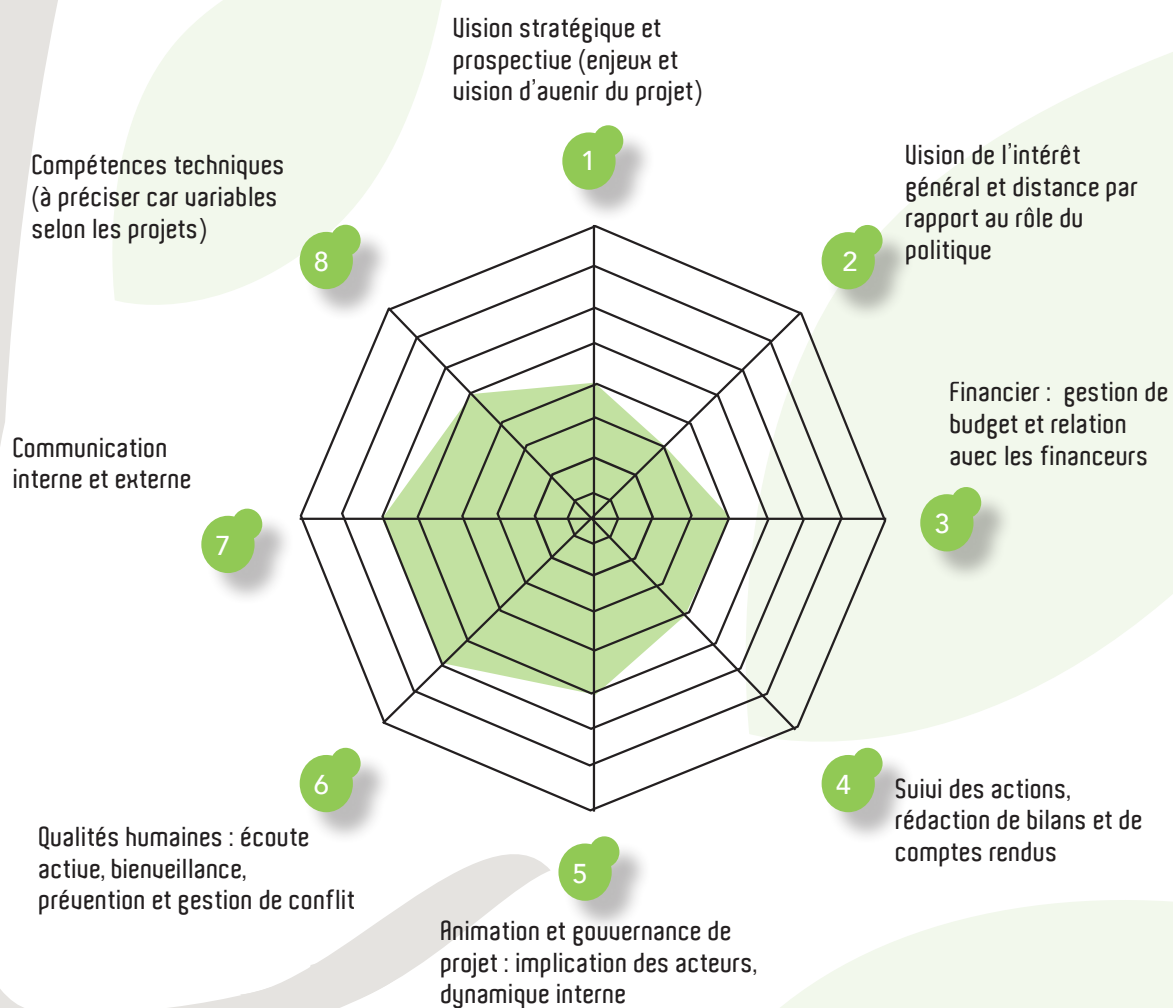 Vision stratégique et
prospective (enjeux et
vision d'avenir du projet)
1
Vision de l'intérêt
général et distance par
rapport au rôle du
politique
2
Financier : gestion de
budget et relation
avec les financeurs
3
4
Suivi des actions,
rédaction de bilans et de
comptes rendus
5
Animation et gouvernance de
projet : implication des acteurs,
dynamique interne
6
Qualités humaines : écoute
active, bienveillance,
prévention et gestion de conflit
Communication
interne et externe
7
Compétences techniques
(à préciser car variables
selon les projets)
8